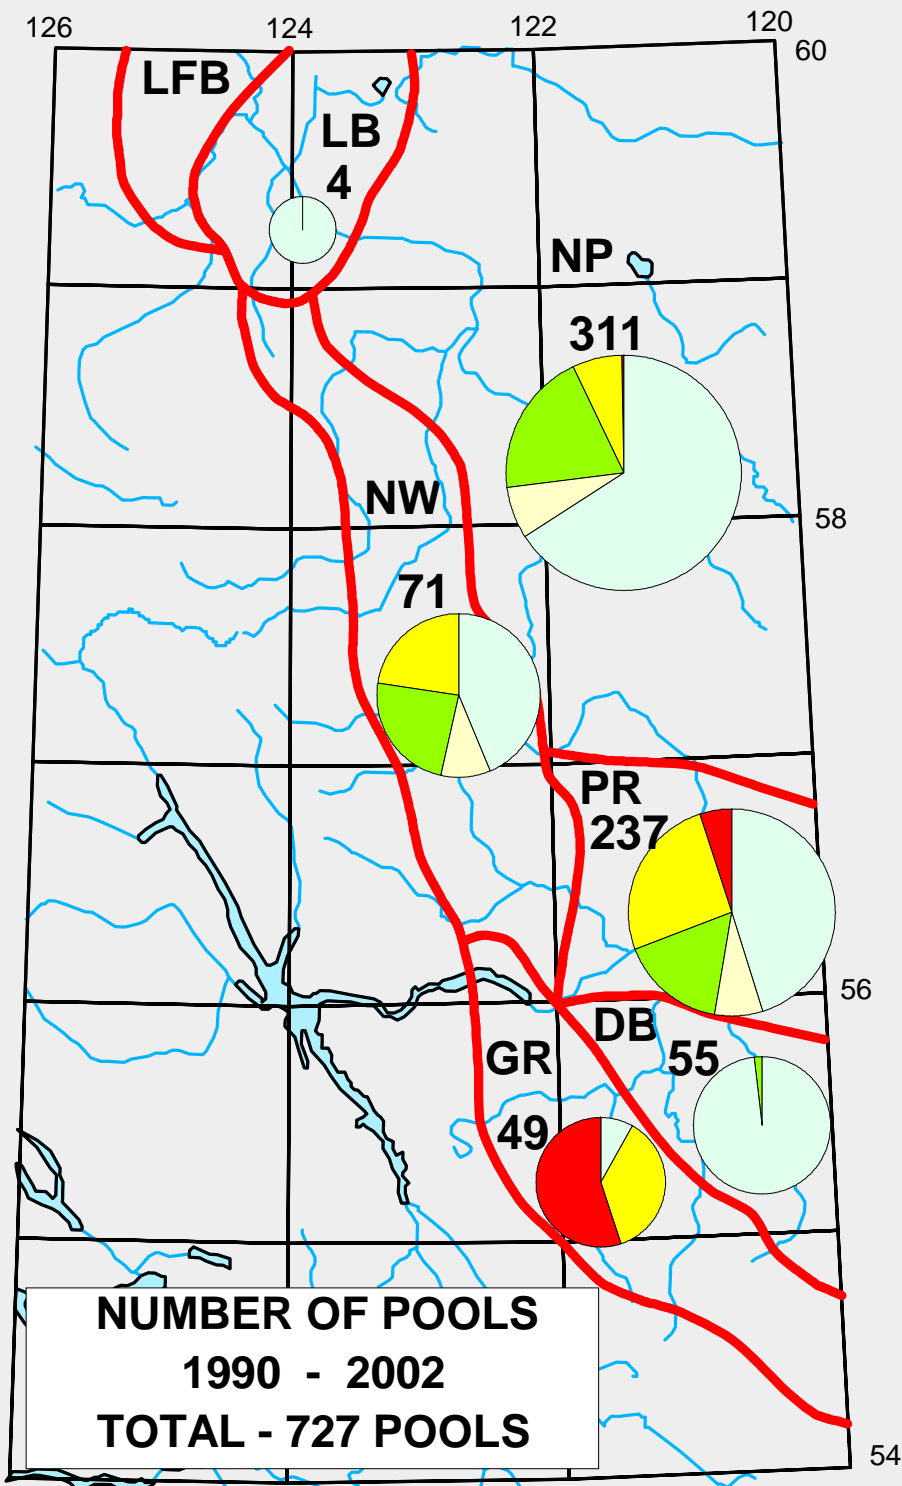 126 124 122 120
60
LFB
LB
4
NP
311
NW
58
71
PR
237
56
DB
GR
55
49
NUMBER OF POOLS
1990 - 2002
TOTAL - 727 POOLS
54